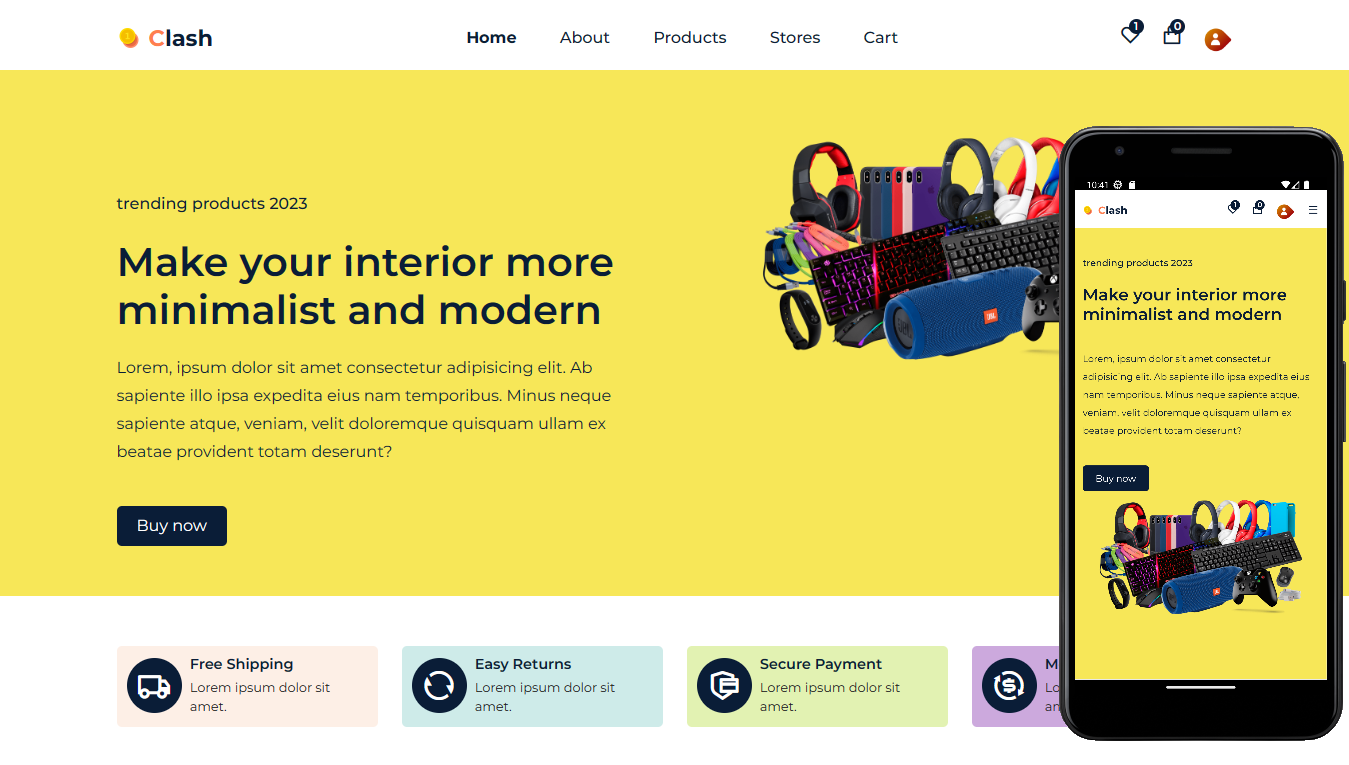 Clash
Home About Products Stores Cart
1 0
trending products 2023
Make your interior more
minimalist and modern
Lorem, ipsum dolor sit amet consectetur adipisicing elit. Ab
sapiente illo ipsa expedita eius nam temporibus. Minus neque
sapiente atque, veniam, velit doloremque quisquam ullam ex
beatae provident totam deserunt?
Buy now
JBL
Free Shipping
Lorem ipsum dolor sit
amet.
Easy Returns
Lorem ipsum dolor sit
amet.
Secure Payment
Lorem ipsum dolor sit
amet.
10:41
Clash
1 0
trending products 2023
Make your interior more
minimalist and modern
Lorem, ipsum dolor sit amet consectetur
adipisicing elit. Ab sapiente illo ipsa expedita eius
nam temporibus. Minus neque sapiente atque,
veniam, velit doloremque quisquam ullam ex
beatae provident totam deserunt?
Buy now